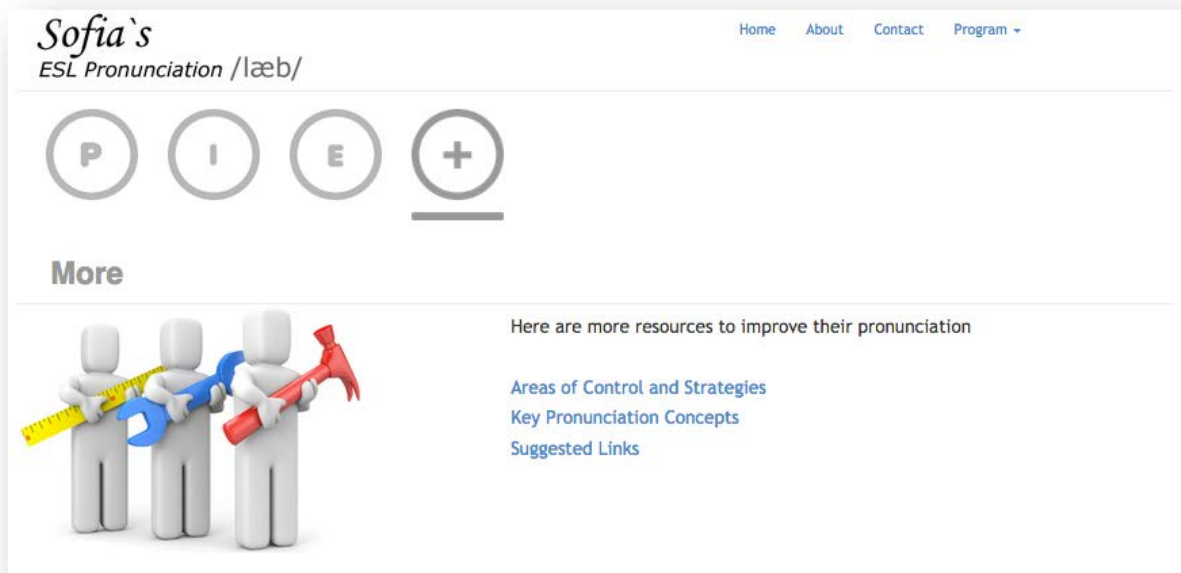 Sofia`s
ESL Pronunciation /læb/
Home About Contact Program
P I E +
More
Here are more resources to improve their pronunciation
Areas of Control and Strategies
Key Pronunciation Concepts
Suggested Links